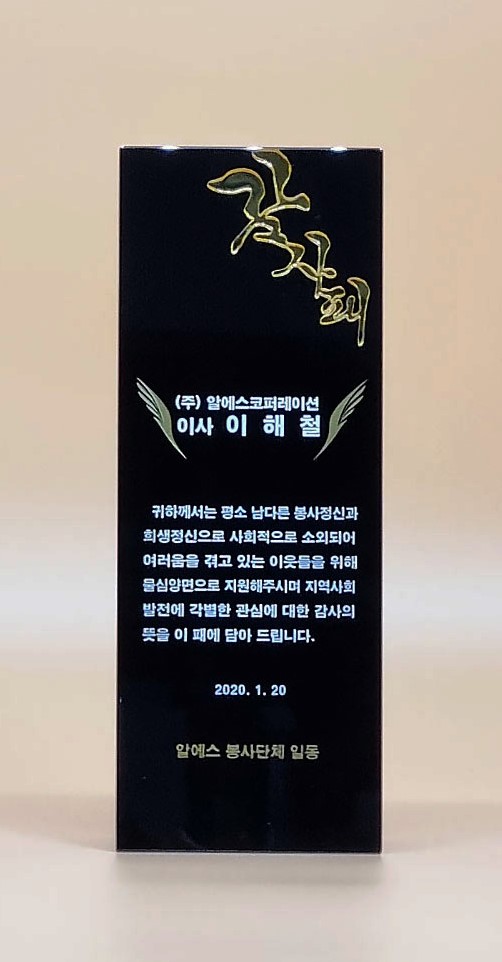 감사패
(주) 알에스코퍼레이션
이사 이 해 철
귀하께서는 평소 남다른 봉사정신과
희생정신으로 사회적으로 소외되어
여러움을 겪고 있는 이웃들을 위해
물심양면으로 지원해주시며 지역사회
발전에 각별한 관심에 대한 감사의
뜻을 이 패에 담아 드립니다.
2020. 1. 20
알에스 봉사단체 일동